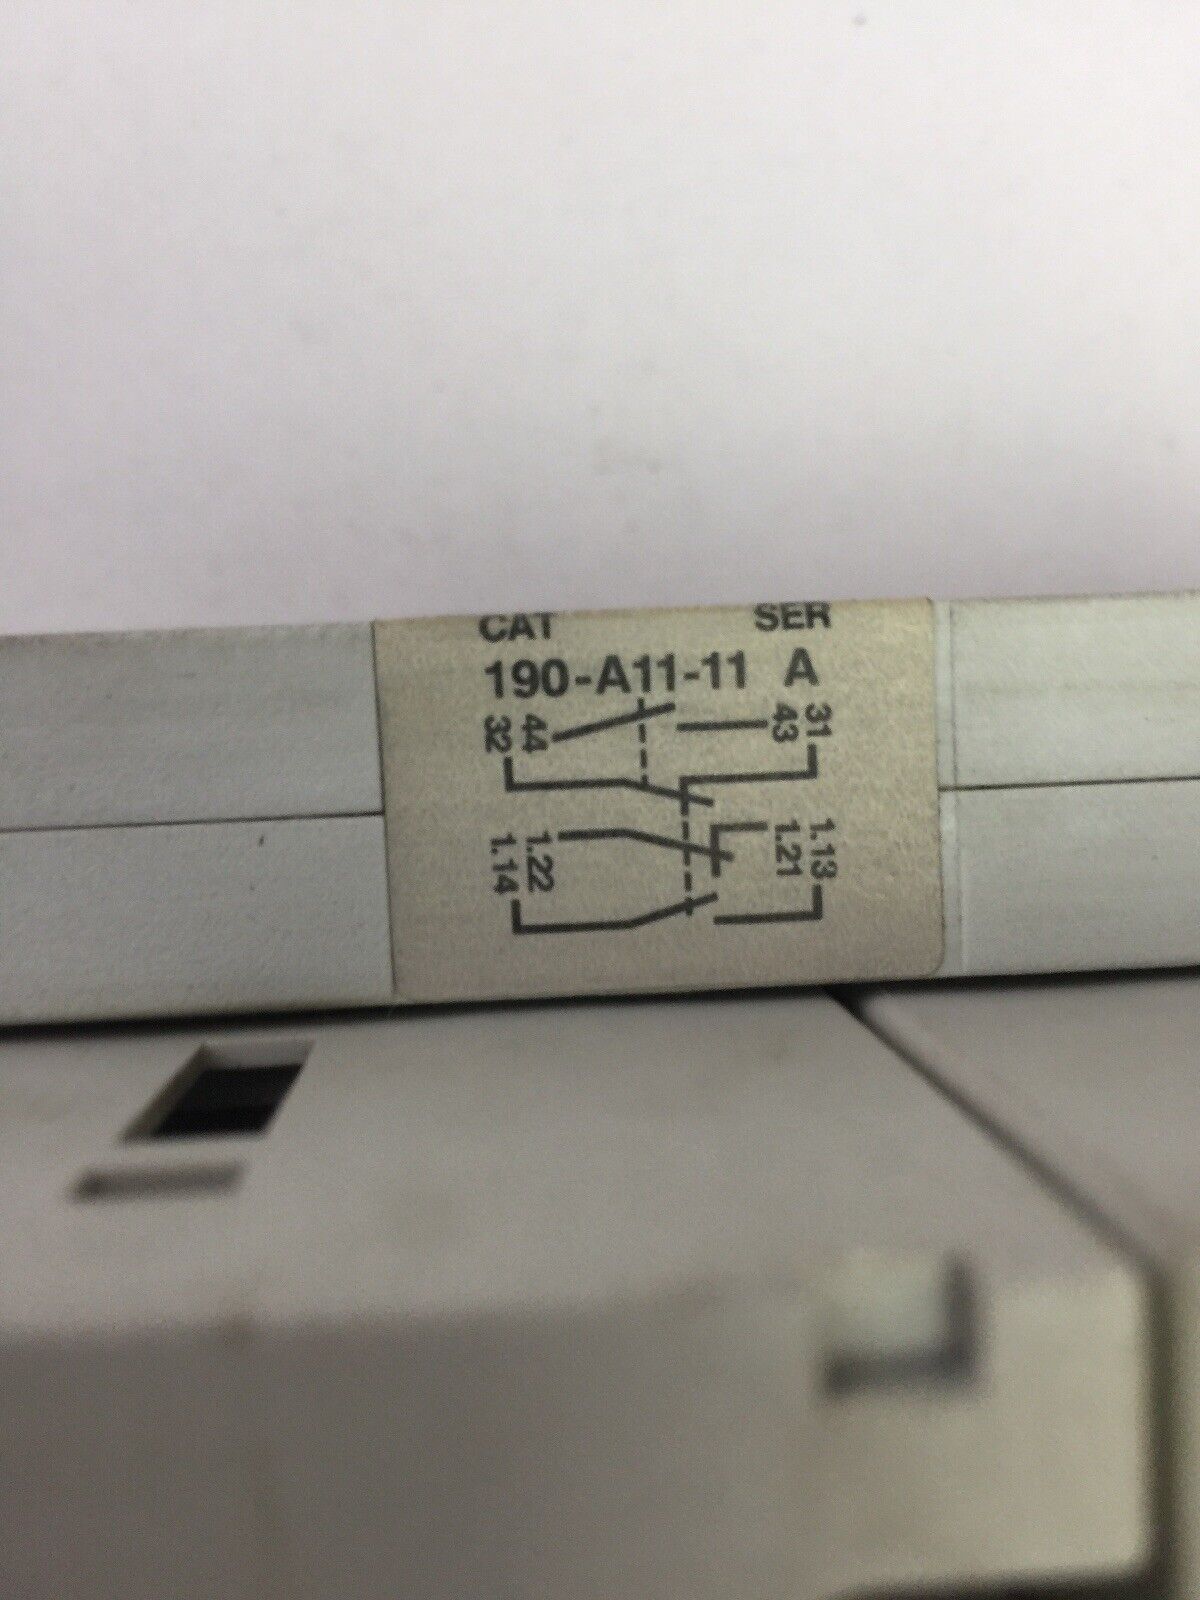 CAT SER
190-A11-11 A
32 44 43 31
1.14 1.22 1.21 1.13